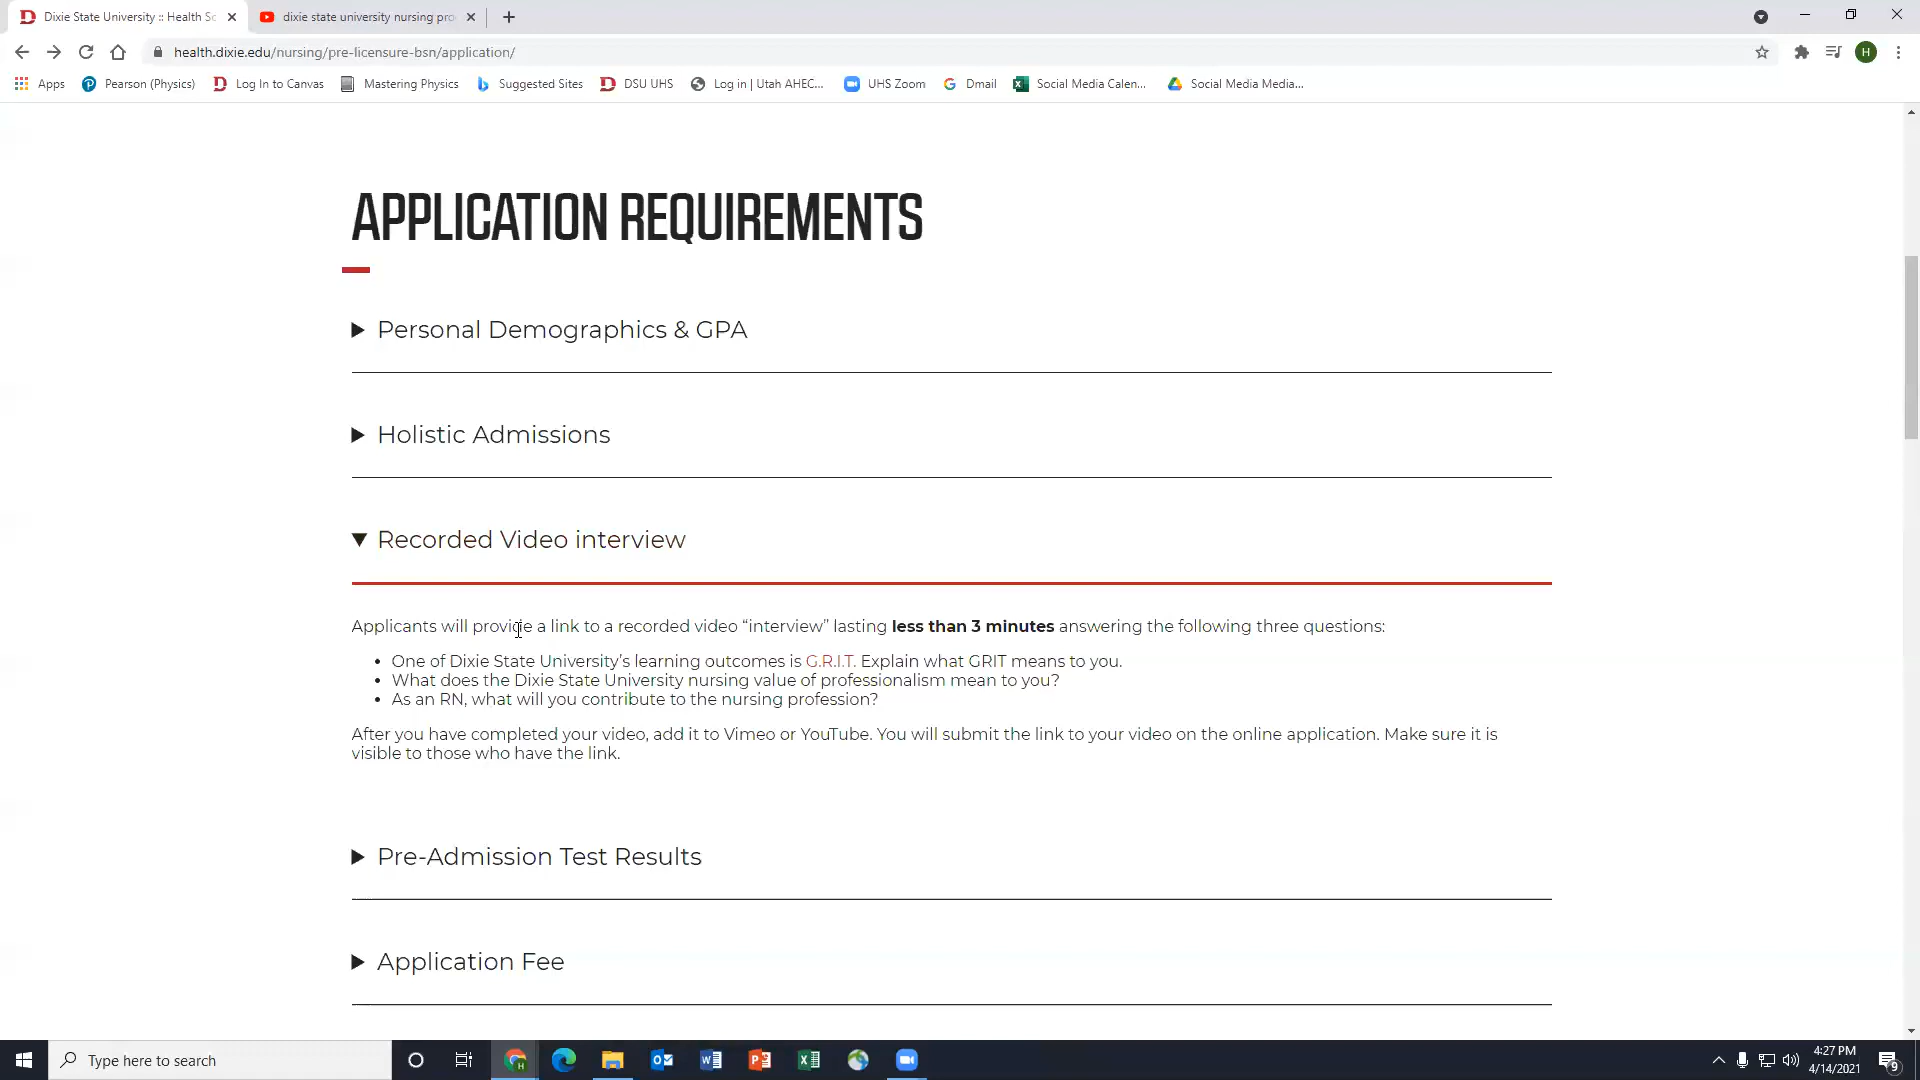 Dixie State University :: Health Sc
dixie state university nursing pro
health.dixie.edu/nursing/pre-licensure-bsn/application/
H
Apps
Pearson (Physics)
Log In to Canvas
Mastering Physics
Suggested Sites
DSU UHS
Log in | Utah AHEC...
UHS Zoom
Dmail
Social Media Calen...
Social Media Media...
APPLICATION REQUIREMENTS
Personal Demographics & GPA
Holistic Admissions
Recorded Video interview
Applicants will provide a link to a recorded video “interview” lasting less than 3 minutes answering the following three questions:
• One of Dixie State University’s learning outcomes is G.R.I.T. Explain what GRIT means to you.
• What does the Dixie State University nursing value of professionalism mean to you?
• As an RN, what will you contribute to the nursing profession?
After you have completed your video, add it to Vimeo or YouTube. You will submit the link to your video on the online application. Make sure it is
visible to those who have the link.
Pre-Admission Test Results
Application Fee
Type here to search
4:27 PM
4/14/2021
9